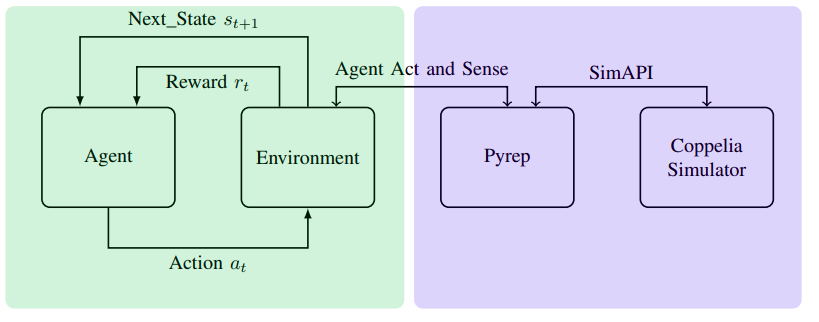 Next_State s_{t+1}
Reward r_t
Agent Act and Sense
SimAPI
Agent
Environment
Pyrep
Coppelia
Simulator
Action a_t